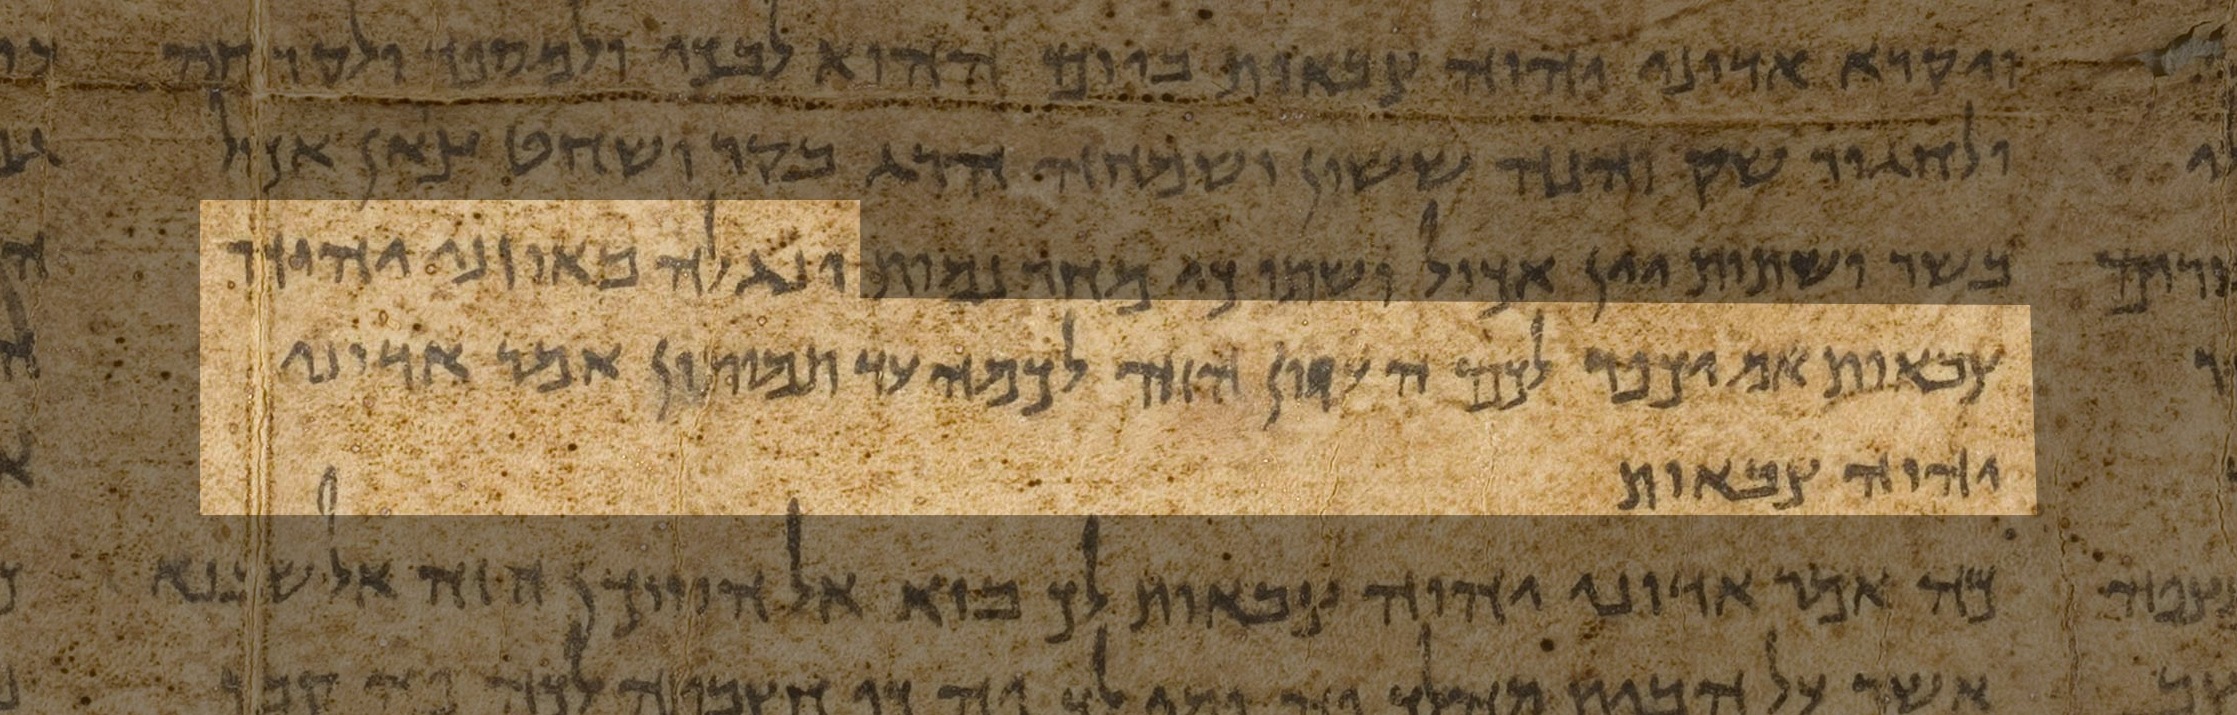 ויקרא אדוני יהוה צבאות ביום ההוא לבכי ולמספד ולקרחה
ולחגור שק והנה ששון ושמחה הרג בקר ושחט צאן אכול
בשר ושתות יין אכול ושתו כי מחר נמות ונגלה באוזני יהוה
צבאות אם יכפר לכם העוון הזה לכמה עד תמותון אמר אדוני
יהוה צבאות
כה אמר אדוני יהוה צבאות לך בוא אל הסוכן הזה אל שבנא
אשר על הבית